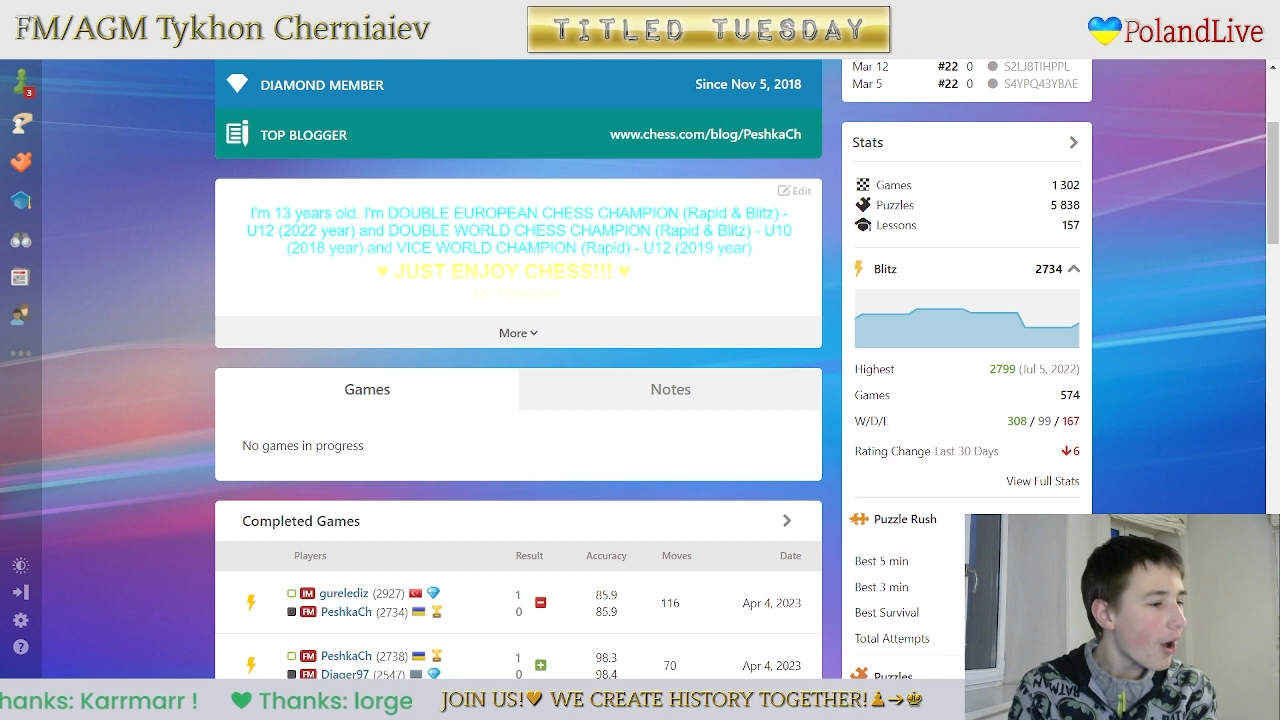 FM/AGM Tykhon Cherniaiev
TITLED TUESDAY
PolandLive
3
DIAMOND MEMBER
Since Nov 5, 2018
TOP BLOGGER
www.chess.com/blog/PeshkaCh
Edit
I'm 13 years old. I'm DOUBLE EUROPEAN CHESS CHAMPION (Rapid & Blitz) -
U12 (2022 year) and DOUBLE WORLD CHESS CHAMPION (Rapid & Blitz) - U10
(2018 year) and VICE WORLD CHAMPION (Rapid) - U12 (2019 year)
♥ JUST ENJOY CHESS!!! ♥
More
Games
Notes
No games in progress
Completed Games
Players Result Accuracy Moves Date
IM gurelediz (2927) 1 85.9
FM PeshkaCh (2734) 0 85.9
116 Apr 4, 2023
FM PeshkaCh (2738) 1 98.3
70 Apr 4, 2023
FM Diager97 (2547) 0 98.4
Mar 12 #22 0 S2LJ8TIHPPL
Mar 5 #22 0 S4YPQ43YBAE
Stats
Games 1 302
Puzzles 5 838
Lessons 157
Blitz 2734
Highest 2799 (Jul 5, 2022)
Games 574
W/D/L 308 / 99 / 167
Rating Change Last 30 Days 6
View Full Stats
Puzzle Rush
Best 5 min
Best 3 min
Best Survival
Total Attempts
Puzzles
BATMAN
hanks: Karrmarr !
Thanks: lorge
JOIN US!♥ WE CREATE HISTORY TOGETHER!♟→♚